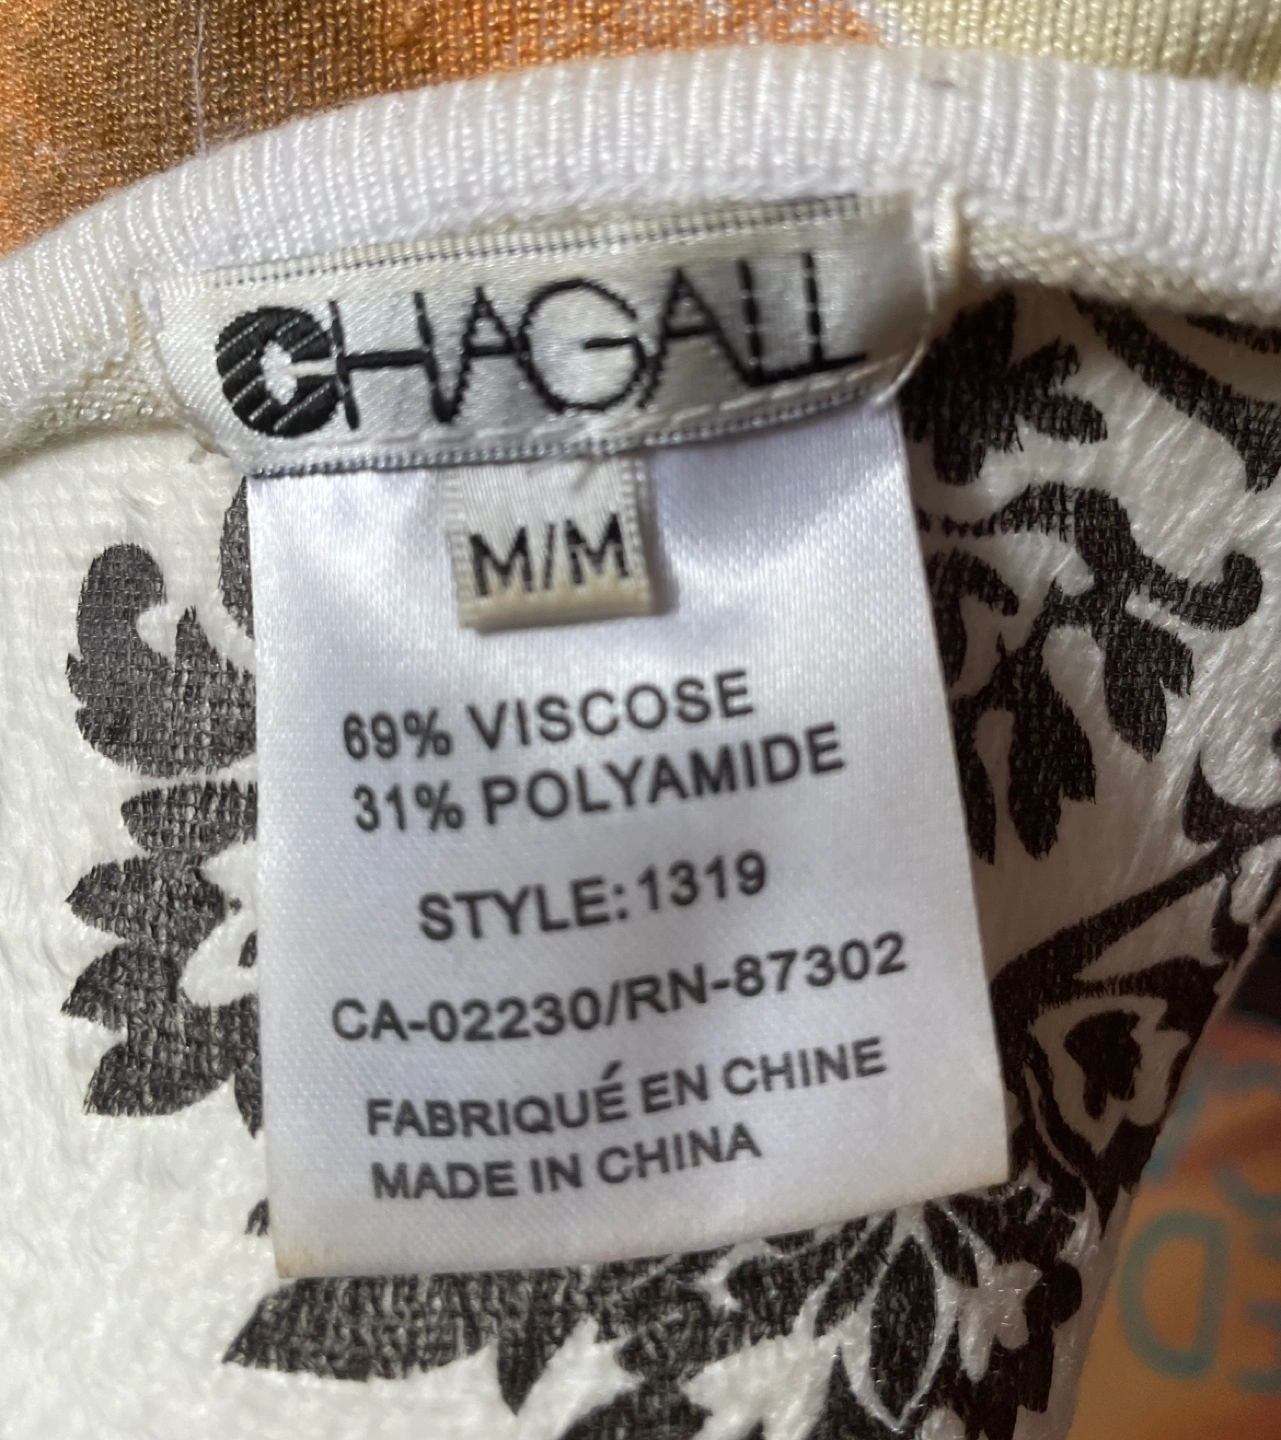 CHAGALL
M/M
69% VISCOSE
31% POLYAMIDE
STYLE:1319
CA-02230/RN-87302
FABRIQUÉ EN CHINE
MADE IN CHINA